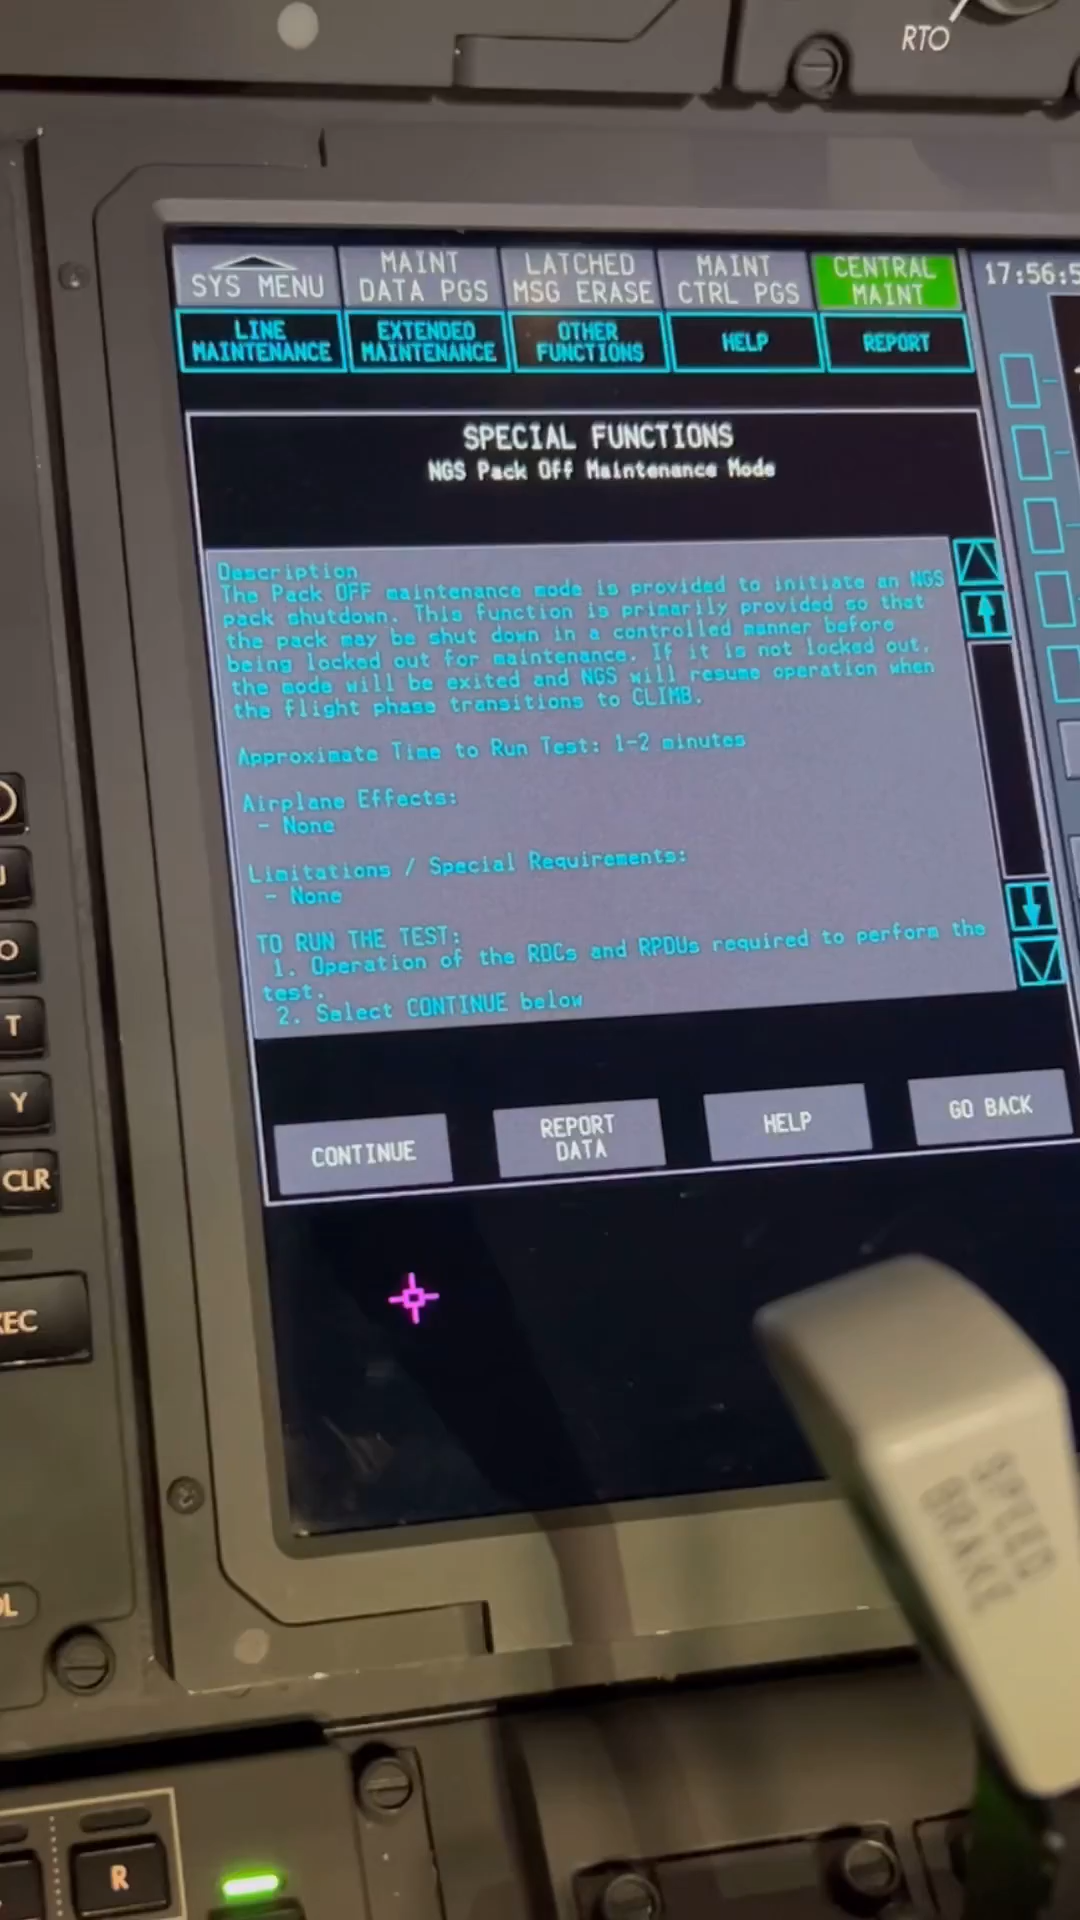 RTO
SYS MENU
MAINT
DATA PGS
LATCHED
MSG ERASE
MAINT
CTRL PGS
CENTRAL
MAINT
17:56:5
LINE
MAINTENANCE
EXTENDED
MAINTENANCE
OTHER
FUNCTIONS
HELP
REPORT
SPECIAL FUNCTIONS
NGS Pack Off Maintenance Mode
Description
The Pack OFF maintenance mode is provided to initiate an NGS
pack shutdown. This function is primarily provided so that
the pack may be shut down in a controlled manner before
being locked out for maintenance. If it is not locked out,
the mode will be exited and NGS will resume operation when
the flight phase transitions to CLIMB.
Approximate Time to Run Test: 1-2 minutes
Airplane Effects:
- None
Limitations / Special Requirements:
- None
TO RUN THE TEST:
1. Operation of the RDCs and RPDUs required to perform the
test.
2. Select CONTINUE below
CONTINUE
REPORT
DATA
HELP
GO BACK
O
T
Y
CLR
EC
SPEED
BRAKE
L
R